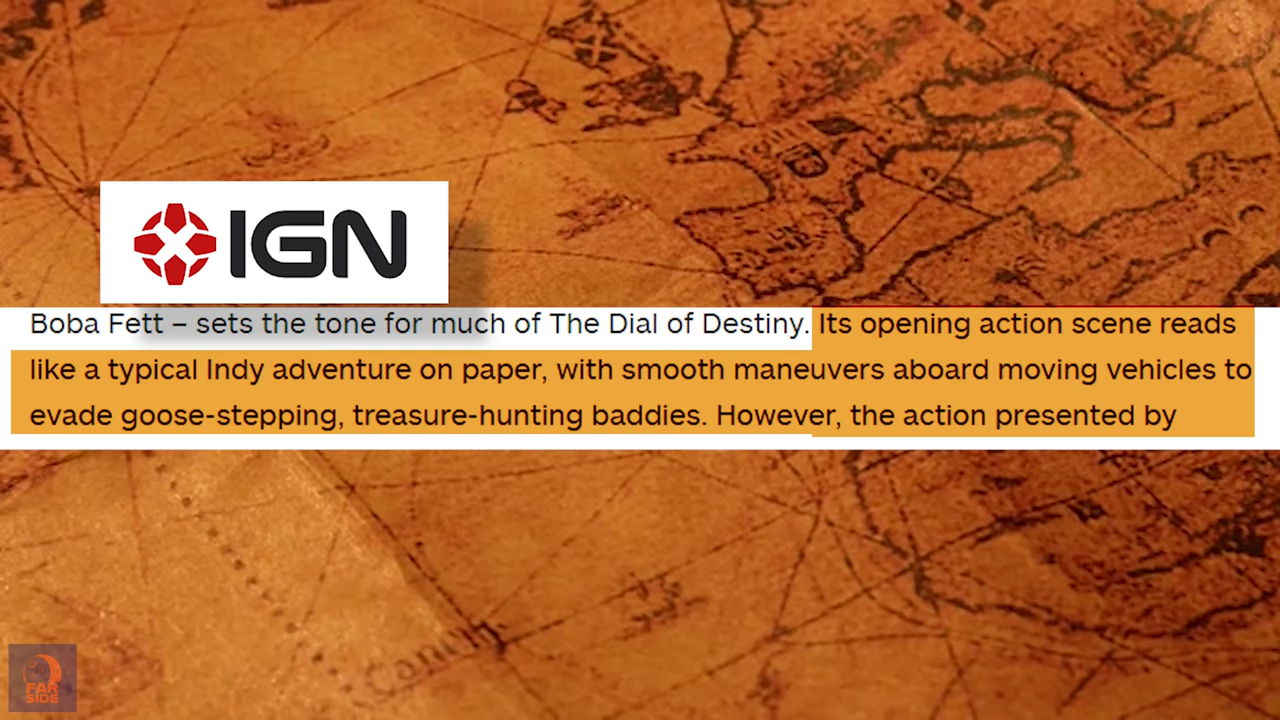 IGN
Boba Fett – sets the tone for much of The Dial of Destiny. Its opening action scene reads
like a typical Indy adventure on paper, with smooth maneuvers aboard moving vehicles to
evade goose-stepping, treasure-hunting baddies. However, the action presented by
FAR
SIDE